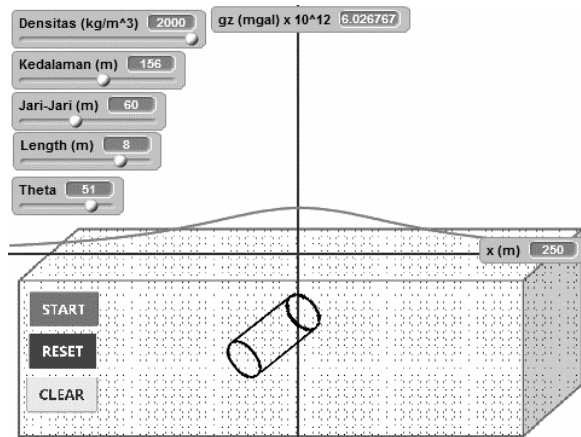 Densitas (kg/m^3) 2000
gz (mgal) x 10^12 6.026767
Kedalaman (m) 156
Jari-Jari (m) 60
Length (m) 8
Theta 51
x (m) 250
START
RESET
CLEAR